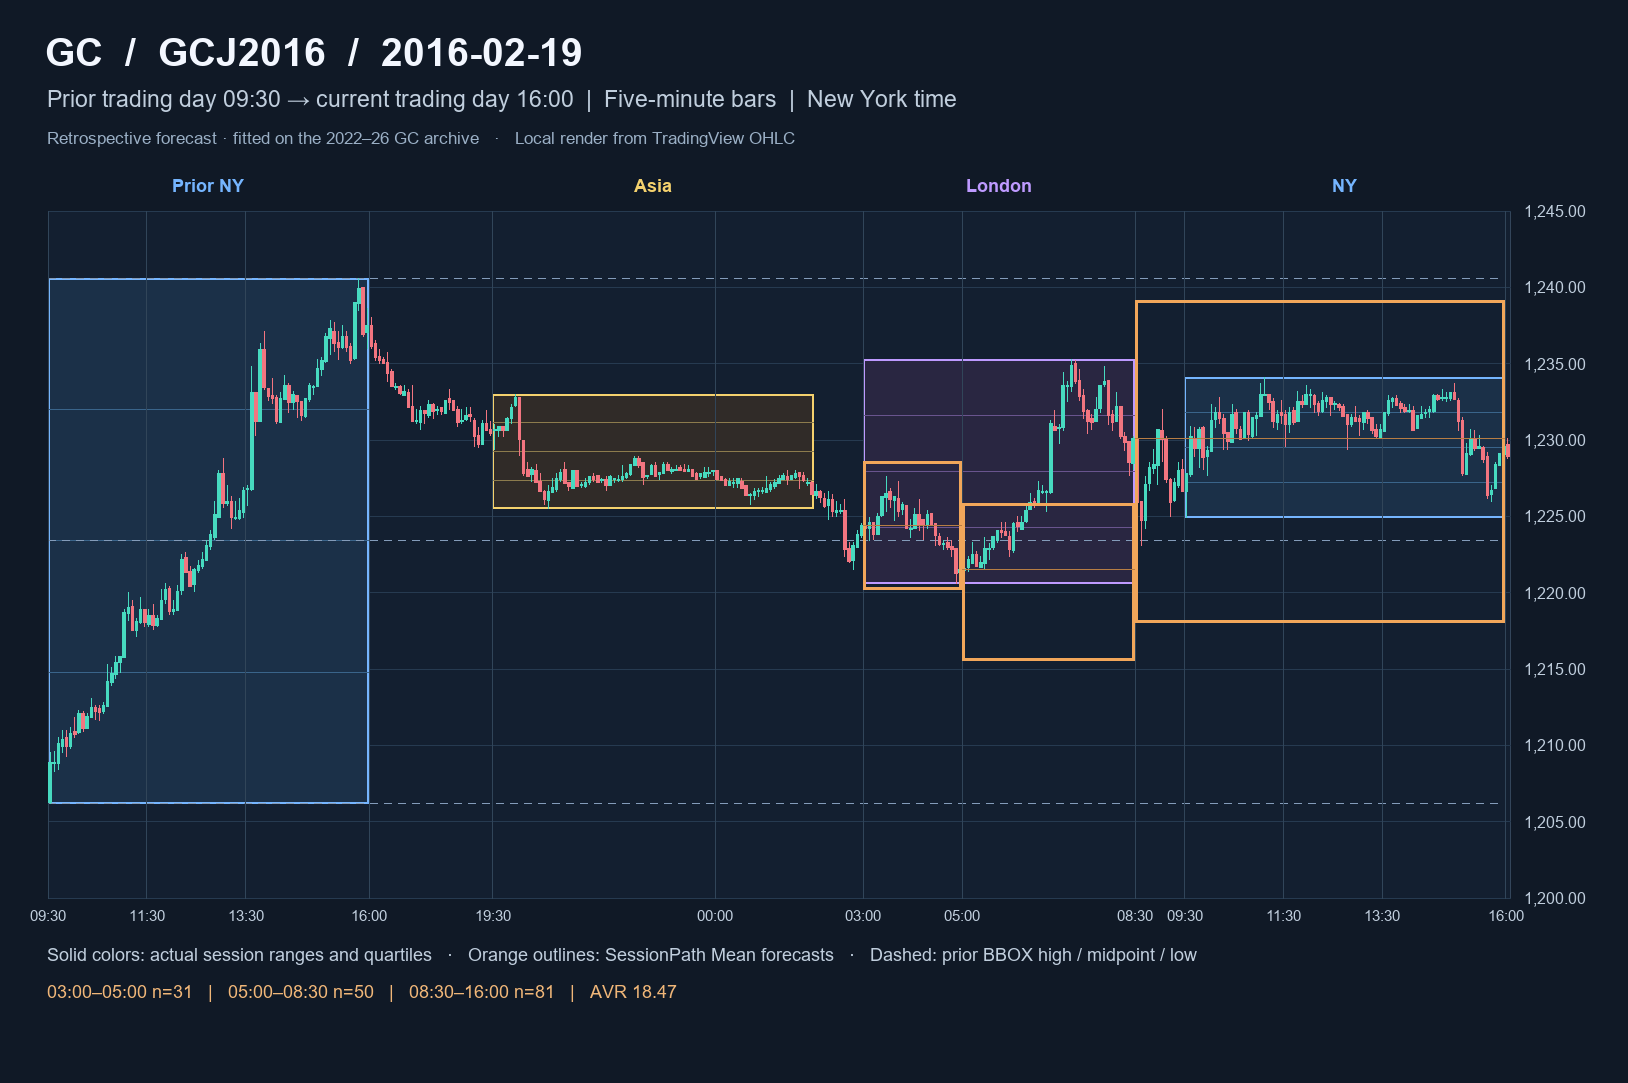 GC / GCJ2016 / 2016-02-19
Prior trading day 09:30 → current trading day 16:00 | Five-minute bars | New York time
Retrospective forecast · fitted on the 2022–26 GC archive · Local render from TradingView OHLC
Prior NY Asia London NY
1,245.00
1,240.00
1,235.00
1,230.00
1,225.00
1,220.00
1,215.00
1,210.00
1,205.00
1,200.00
09:30 11:30 13:30 16:00 19:30 00:00 03:00 05:00 08:30 09:30 11:30 13:30 16:00
Solid colors: actual session ranges and quartiles · Orange outlines: SessionPath Mean forecasts · Dashed: prior BBOX high / midpoint / low
03:00–05:00 n=31 | 05:00–08:30 n=50 | 08:30–16:00 n=81 | AVR 18.47